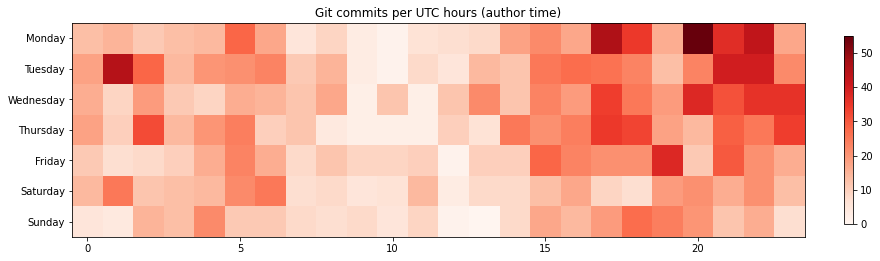 Git commits per UTC hours (author time)
Monday
Tuesday
Wednesday
Thursday
Friday
Saturday
Sunday
0 5 10 15 20
50
40
30
20
10
0